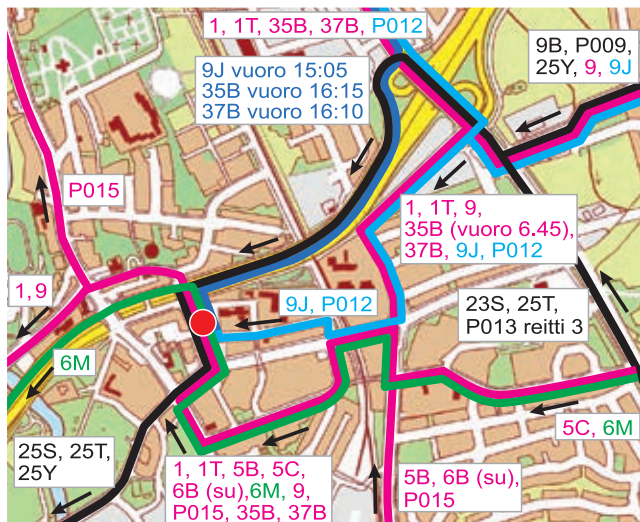 1, 1T, 35B, 37B, P012
9J vuoro 15:05
35B vuoro 16:15
37B vuoro 16:10
9B, P009,
25Y, 9, 9J
P015
1, 1T, 9,
35B (vuoro 6.45),
37B, 9J, P012
1, 9
9J, P012
23S, 25T,
P013 reitti 3
6M
5C, 6M
25S, 25T,
25Y
1, 1T, 5B, 5C,
6B (su),6M, 9,
P015, 35B, 37B
5B, 6B (su),
P015